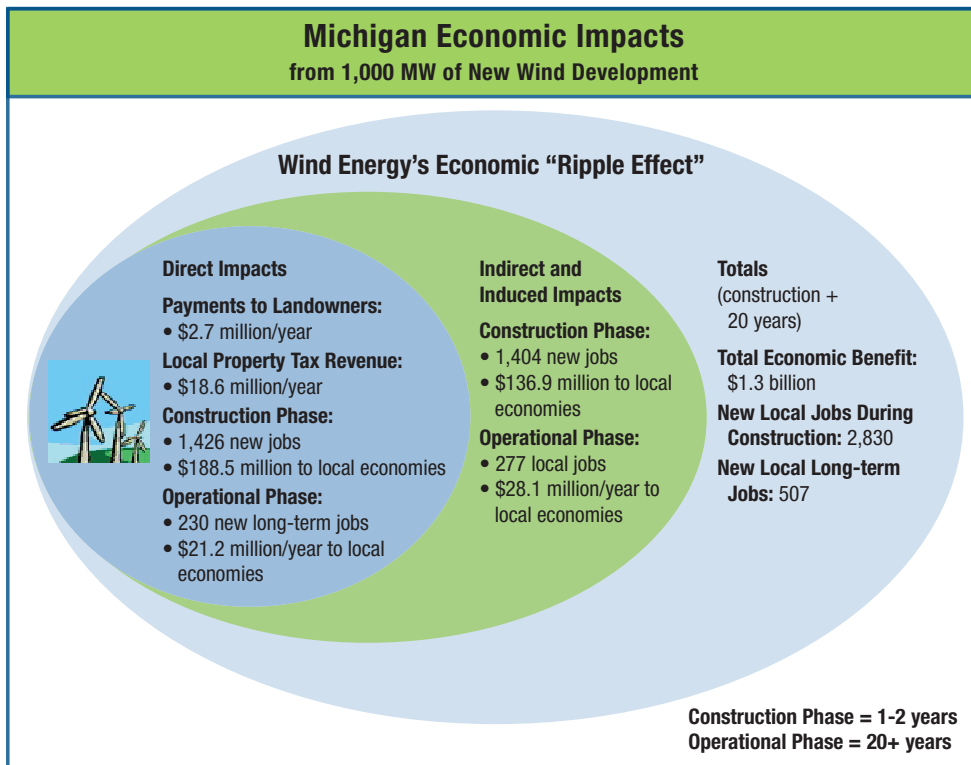 Michigan Economic Impacts
from 1,000 MW of New Wind Development
Wind Energy’s Economic “Ripple Effect”
Direct Impacts
Payments to Landowners:
• $2.7 million/year
Local Property Tax Revenue:
• $18.6 million/year
Construction Phase:
• 1,426 new jobs
• $188.5 million to local economies
Operational Phase:
• 230 new long-term jobs
• $21.2 million/year to local
economies
Indirect and
Induced Impacts
Construction Phase:
• 1,404 new jobs
• $136.9 million to local
economies
Operational Phase:
• 277 local jobs
• $28.1 million/year to
local economies
Totals
(construction +
20 years)
Total Economic Benefit:
$1.3 billion
New Local Jobs During
Construction: 2,830
New Local Long-term
Jobs: 507
Construction Phase = 1-2 years
Operational Phase = 20+ years